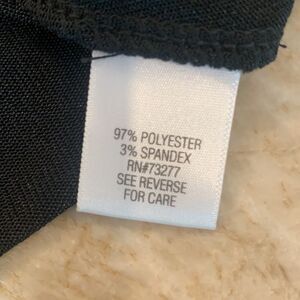 97% POLYESTER
3% SPANDEX
RN#73277
SEE REVERSE
FOR CARE